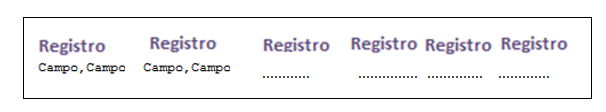 Registro Registro Registro Registro Registro Registro
Campo,Campo Campo,Campo ............ ............... .............. .............